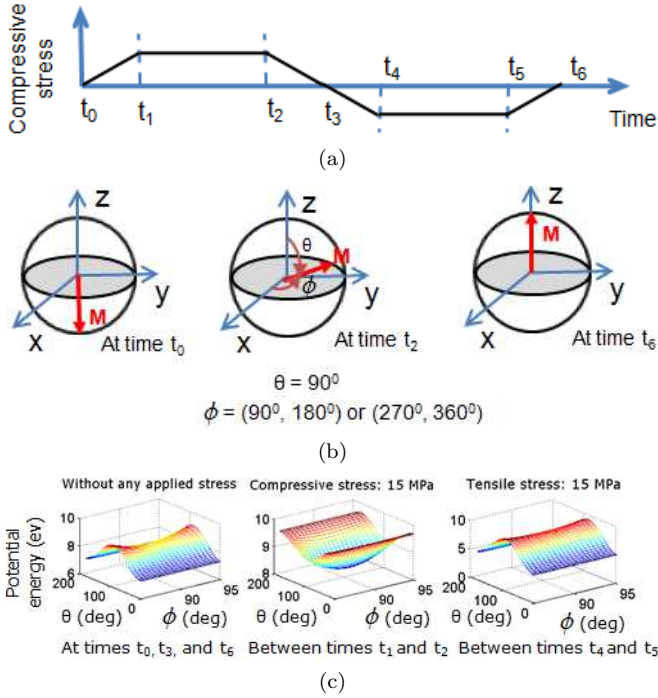 Compressive stress
t0 t1 t2 t3 t4 t5 t6
Time
(a)
z z z
M θ M M
ϕ
y y y
x x x
At time t0 At time t2 At time t6
θ = 90⁰
ϕ = (90⁰, 180⁰) or (270⁰, 360⁰)
(b)
Without any applied stress Compressive stress: 15 MPa Tensile stress: 15 MPa
Potential energy (ev)
10 8 6 200 100 0 90 95
10 9 8 200 100 0 90 95
10 5 0 200 100 0 90 95
θ (deg) ϕ (deg) θ (deg) ϕ (deg) θ (deg) ϕ (deg)
At times t0, t3, and t6 Between times t1 and t2 Between times t4 and t5
(c)